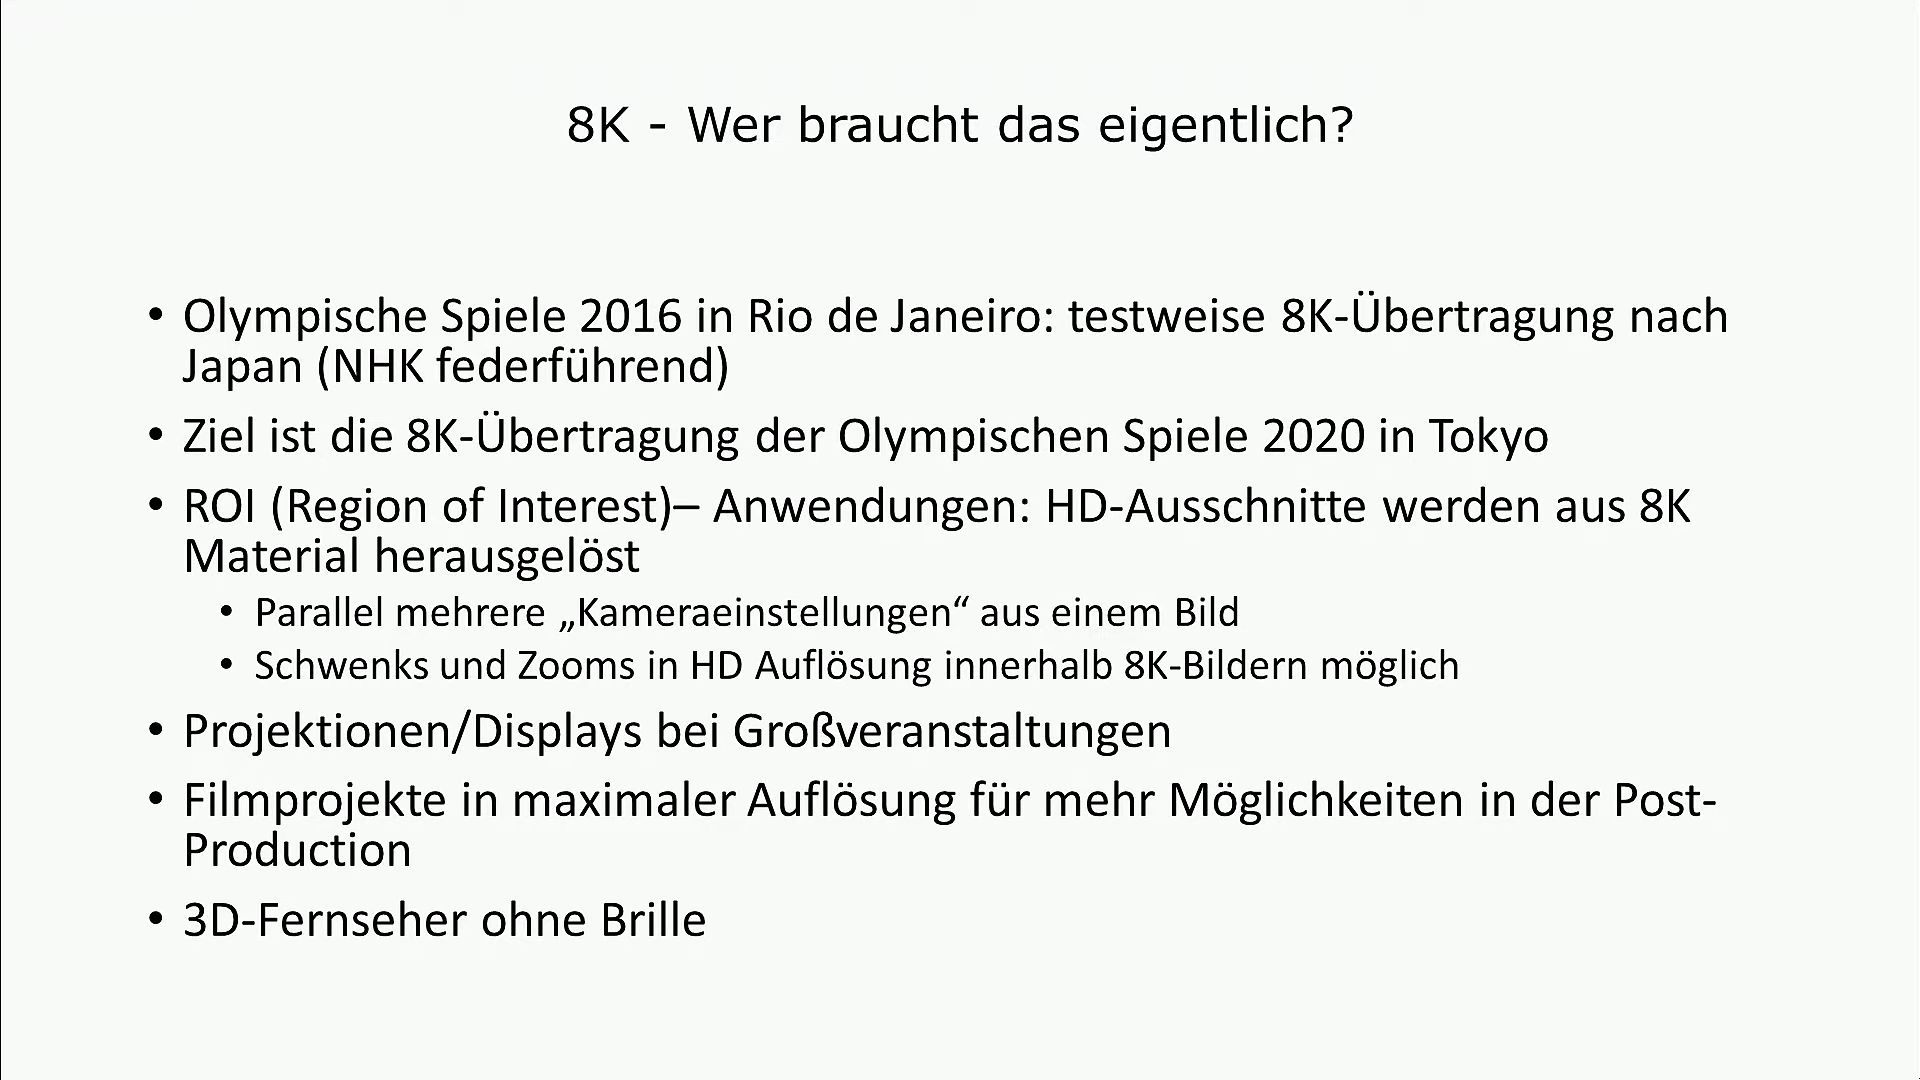 8K - Wer braucht das eigentlich?
• Olympische Spiele 2016 in Rio de Janeiro: testweise 8K-Übertragung nach
Japan (NHK federführend)
• Ziel ist die 8K-Übertragung der Olympischen Spiele 2020 in Tokyo
• ROI (Region of Interest)– Anwendungen: HD-Ausschnitte werden aus 8K
Material herausgelöst
• Parallel mehrere „Kameraeinstellungen“ aus einem Bild
• Schwenks und Zooms in HD Auflösung innerhalb 8K-Bildern möglich
• Projektionen/Displays bei Großveranstaltungen
• Filmprojekte in maximaler Auflösung für mehr Möglichkeiten in der Post-
Production
• 3D-Fernseher ohne Brille